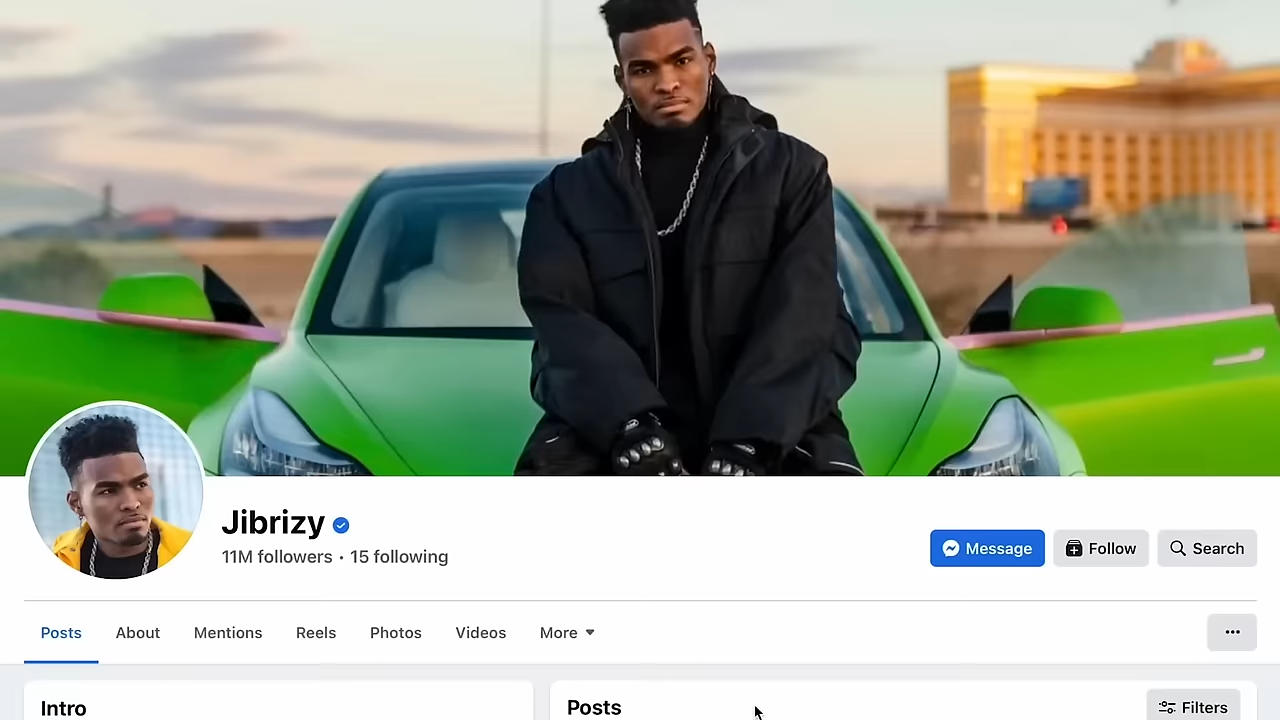 Jibrizy
11M followers • 15 following
Message
Follow
Search
Posts
About
Mentions
Reels
Photos
Videos
More
Intro
Posts
Filters